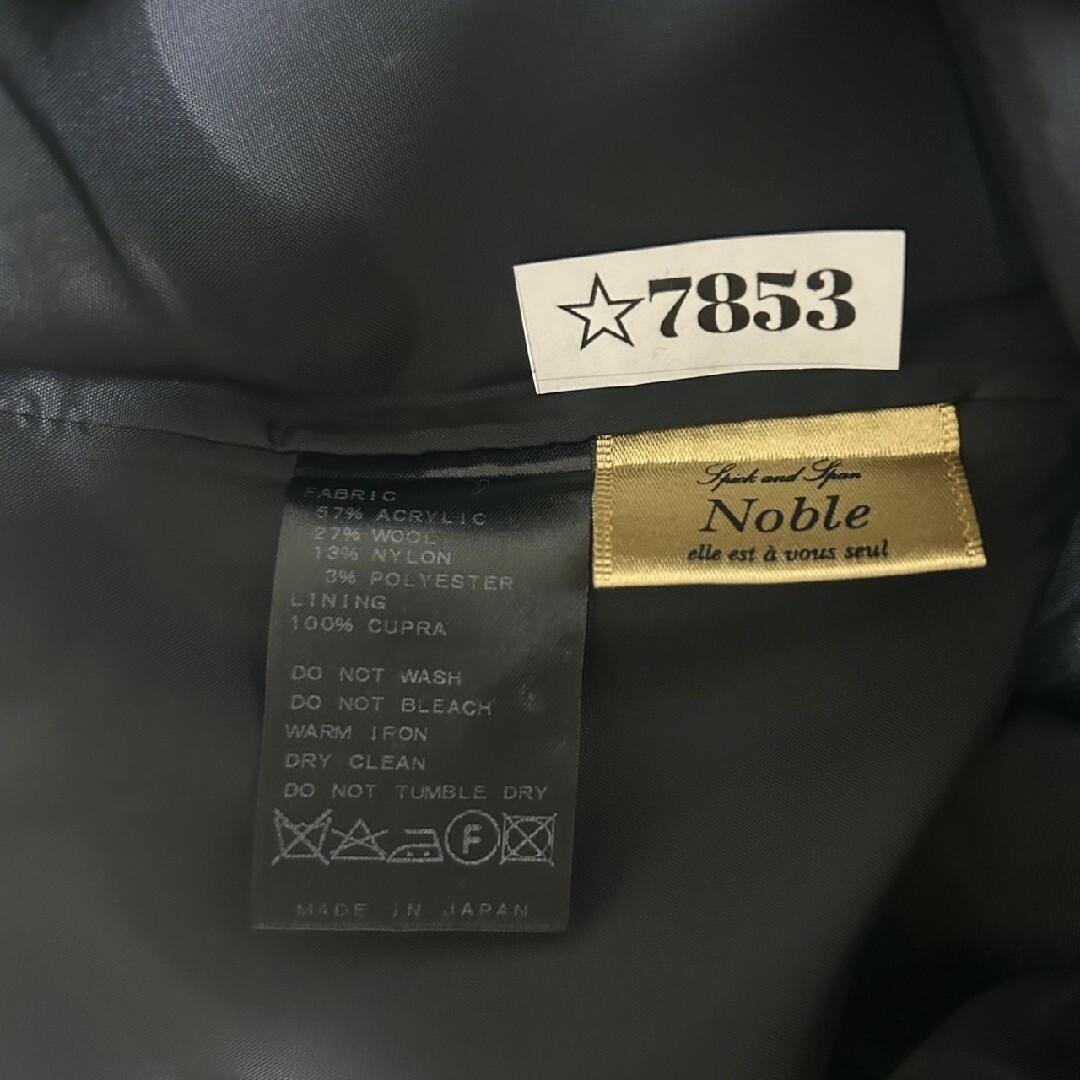 ☆7853
Spick and Span
Noble
elle est à vous seul
FABRIC
57% ACRYLIC
27% WOOL
13% NYLON
3% POLYESTER
LINING
100% CUPRA
DO NOT WASH
DO NOT BLEACH
WARM IRON
DRY CLEAN
DO NOT TUMBLE DRY
F
MADE IN JAPAN